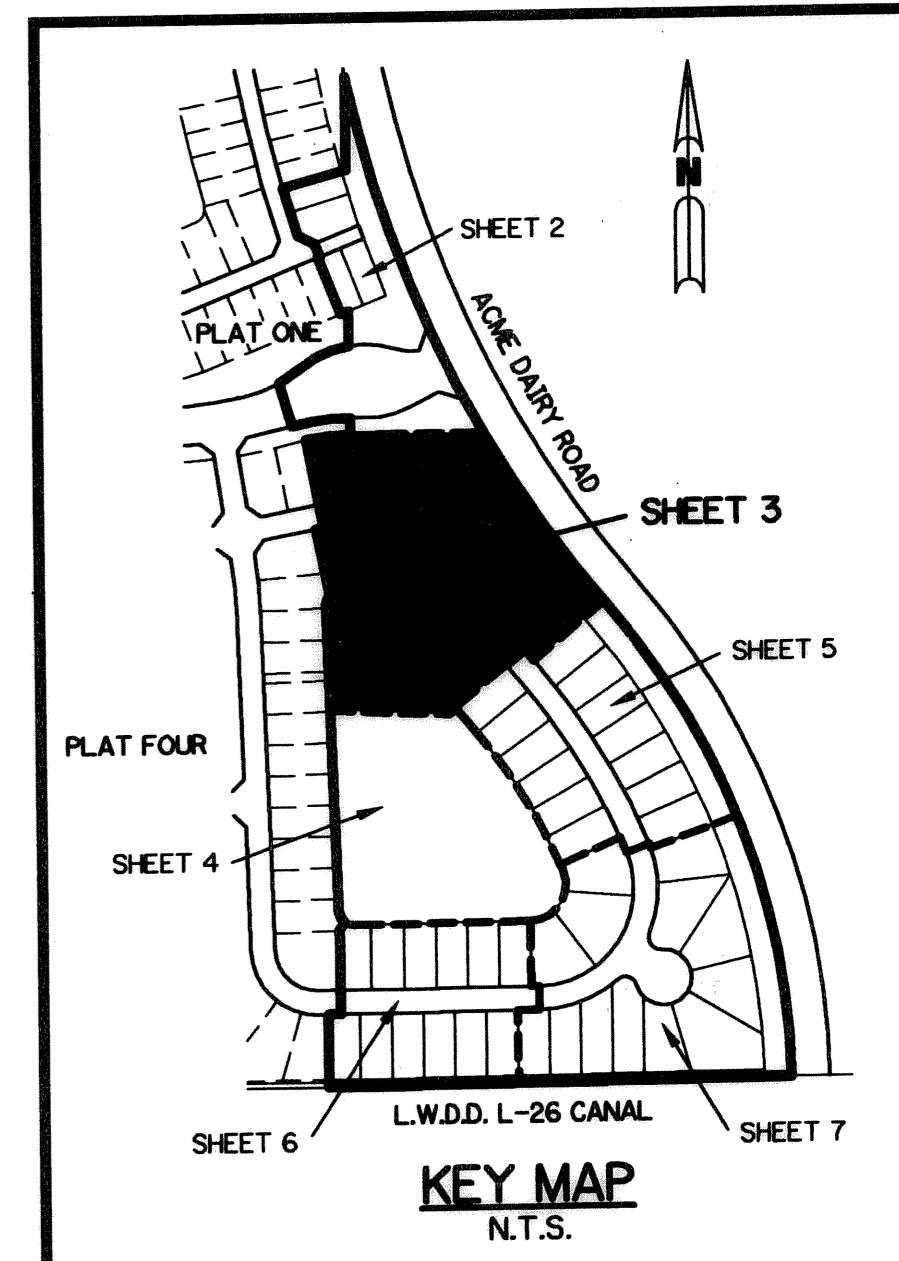 N
SHEET 2
PLAT ONE
ACME DAIRY ROAD
SHEET 3
SHEET 5
PLAT FOUR
SHEET 4
L.W.D.D. L-26 CANAL
SHEET 6
SHEET 7
KEY MAP
N.T.S.